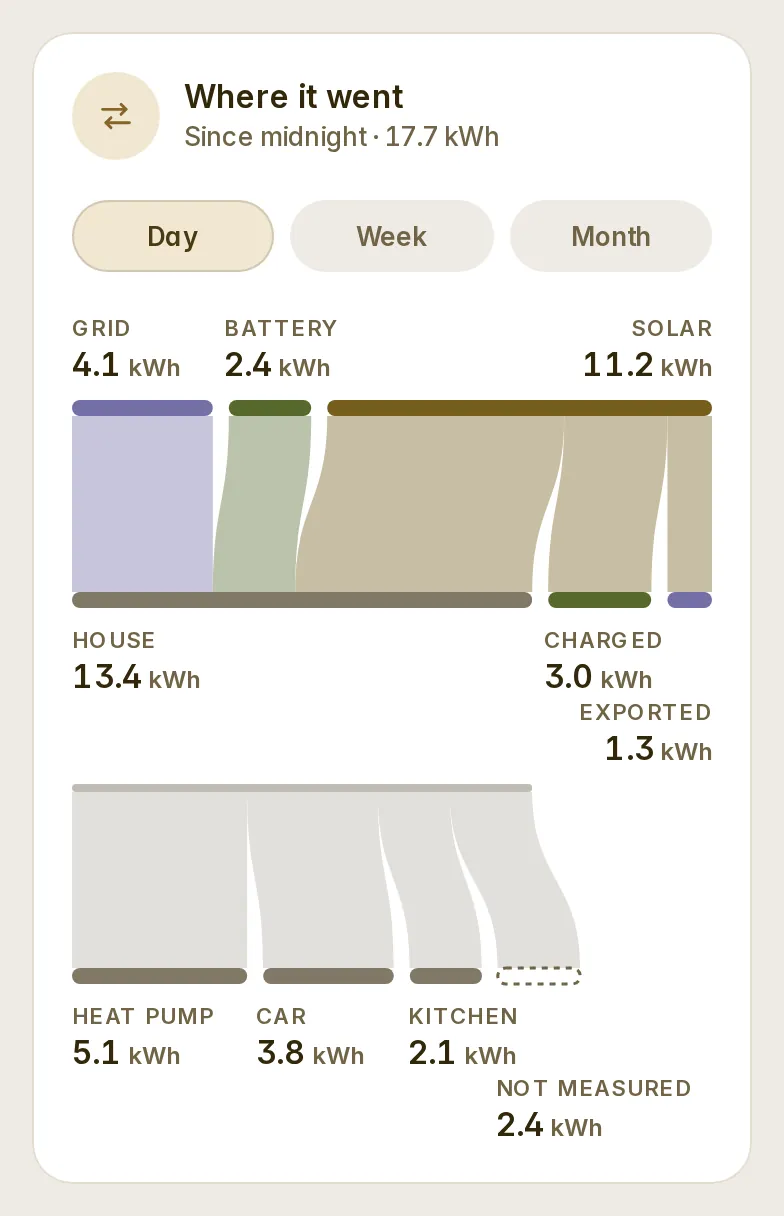 Where it went
Since midnight · 17.7 kWh
Day Week Month
GRID BATTERY SOLAR
4.1 kWh 2.4 kWh 11.2 kWh
HOUSE CHARGED
13.4 kWh 3.0 kWh
EXPORTED
1.3 kWh
HEAT PUMP CAR KITCHEN
5.1 kWh 3.8 kWh 2.1 kWh
NOT MEASURED
2.4 kWh